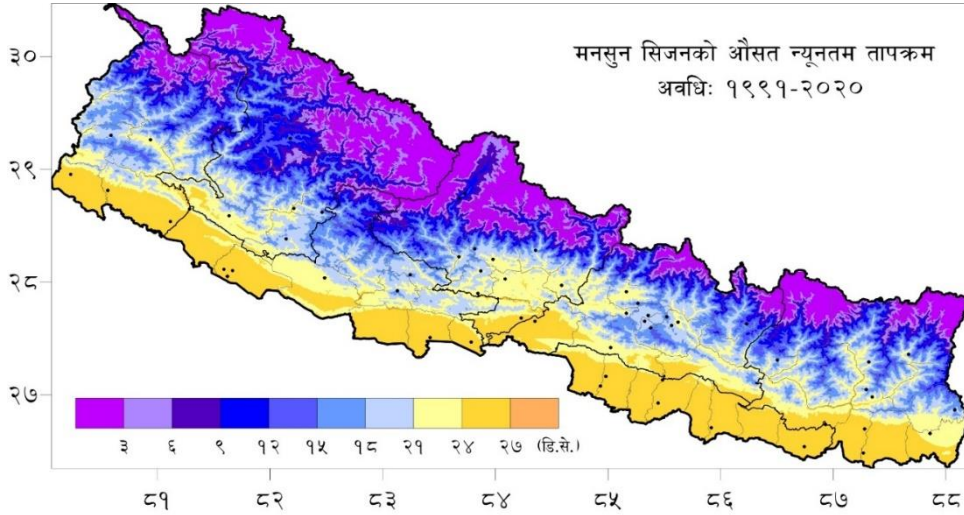 मनसुन सिजनको औसत न्यूनतम तापक्रम
अवधिः १९९१-२०२०
३०
२९
२८
२७
३ ६ ९ १२ १५ १८ २१ २४ २७ (डि.से.)
८१ ८२ ८३ ८४ ८५ ८६ ८७ ८८